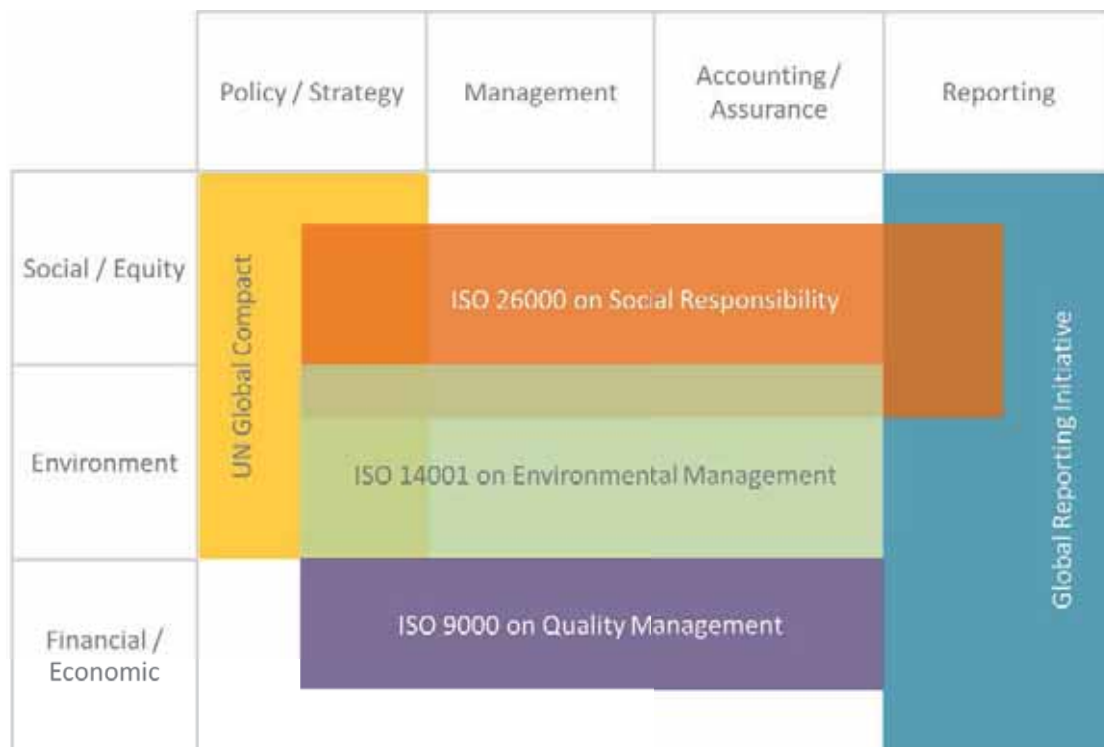 Policy / Strategy
Management
Accounting /
Assurance
Reporting
Social / Equity
Environment
Financial /
Economic
UN Global Compact
ISO 26000 on Social Responsibility
ISO 14001 on Environmental Management
ISO 9000 on Quality Management
Global Reporting Initiative